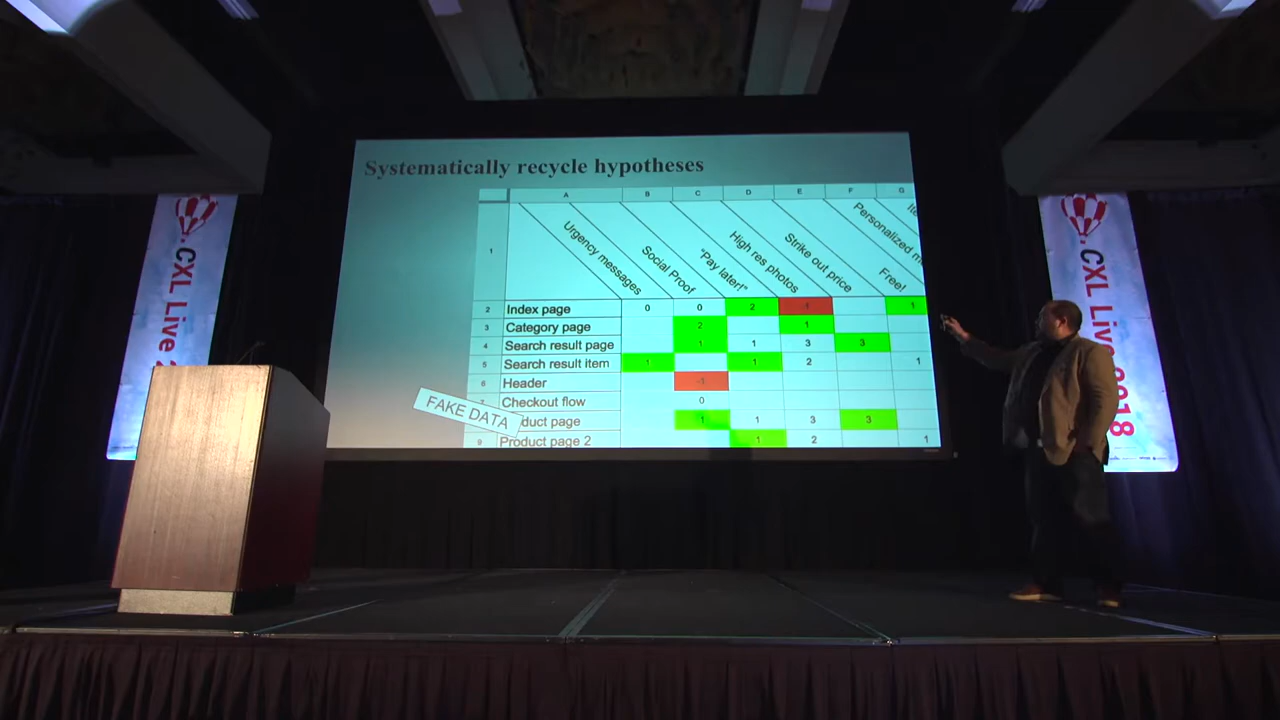 Systematically recycle hypotheses
A B C D E F G
1
Urgency messages
Social Proof
"Pay later!"
High res photos
Strike out price
Free!
Personalized m
Ite
2 Index page 0 0 2 -1 1
3 Category page 2 1
4 Search result page 1 1 3 3
5 Search result item 1 1 2 1
6 Header -1
7 Checkout flow 0
duct page 1 1 3 3
9 Product page 2 1 2 1
FAKE DATA
CXL Live 2
CXL Live 2018